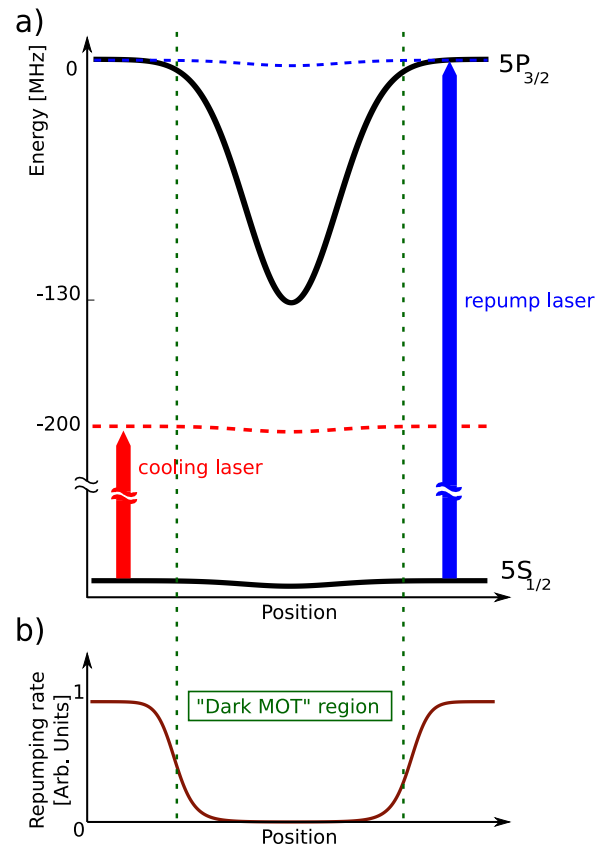 a)
Energy [MHz]
0
-130
-200
5P3/2
repump laser
cooling laser
5S1/2
Position
b)
Repumping rate
[Arb. Units]
1
0
"Dark MOT" region
Position